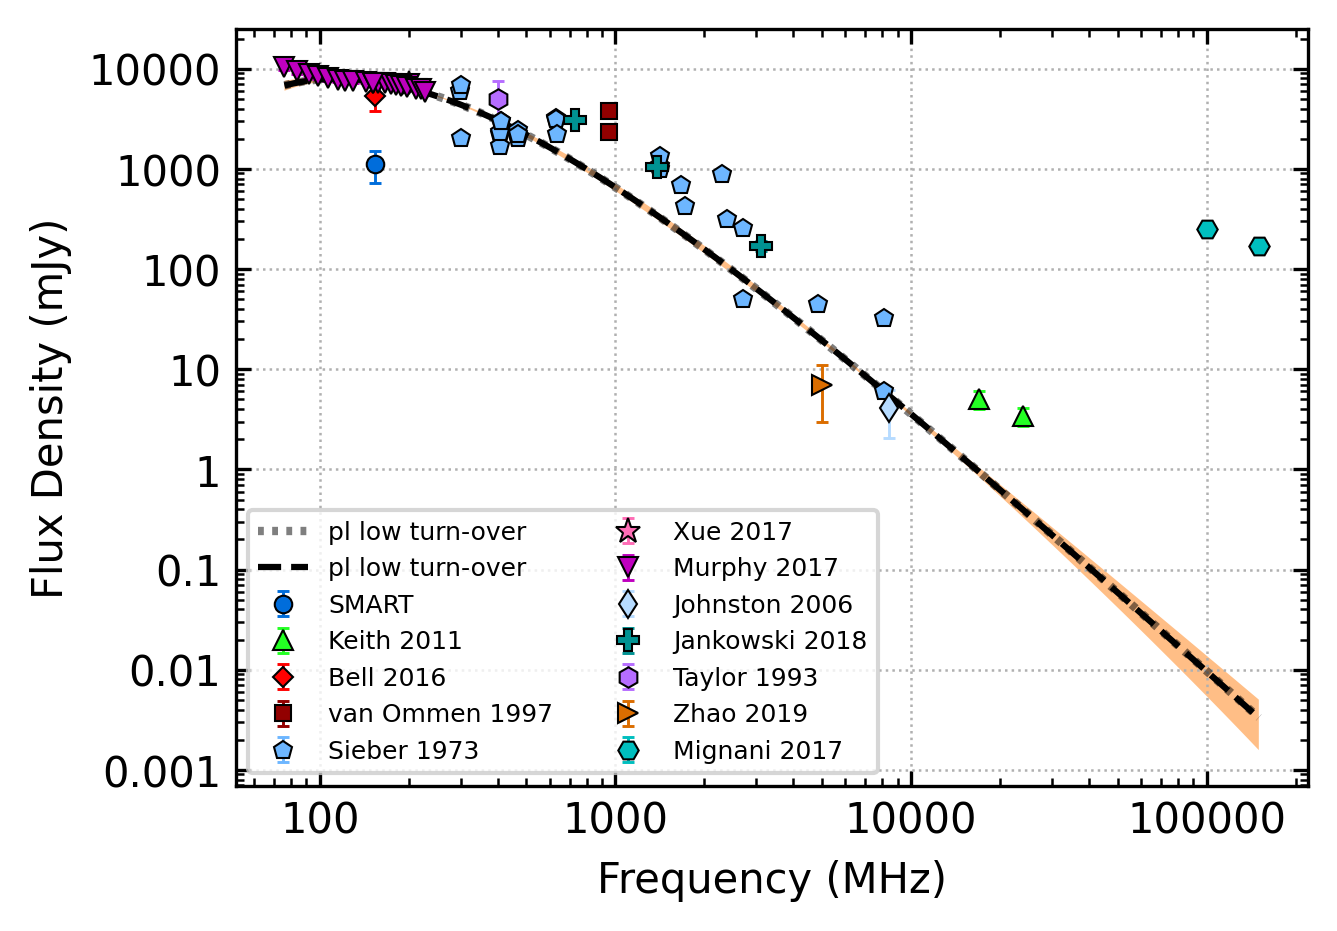 10000
1000
100
10
1
0.1
0.01
0.001
Flux Density (mJy)
pl low turn-over
pl low turn-over
SMART
Keith 2011
Bell 2016
van Ommen 1997
Sieber 1973
Xue 2017
Murphy 2017
Johnston 2006
Jankowski 2018
Taylor 1993
Zhao 2019
Mignani 2017
100 1000 10000 100000
Frequency (MHz)